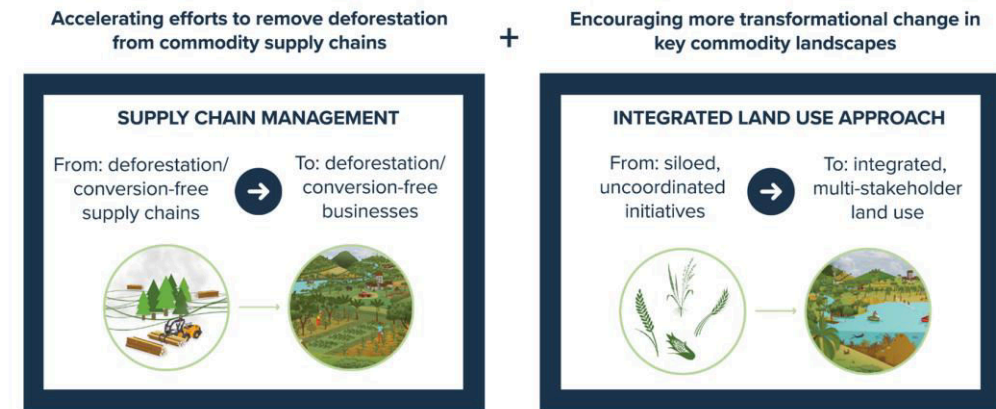 Accelerating efforts to remove deforestation
from commodity supply chains
+
Encouraging more transformational change in
key commodity landscapes
SUPPLY CHAIN MANAGEMENT
From: deforestation/
conversion-free
supply chains
To: deforestation/
conversion-free
businesses
INTEGRATED LAND USE APPROACH
From: siloed,
uncoordinated
initiatives
To: integrated,
multi-stakeholder
land use